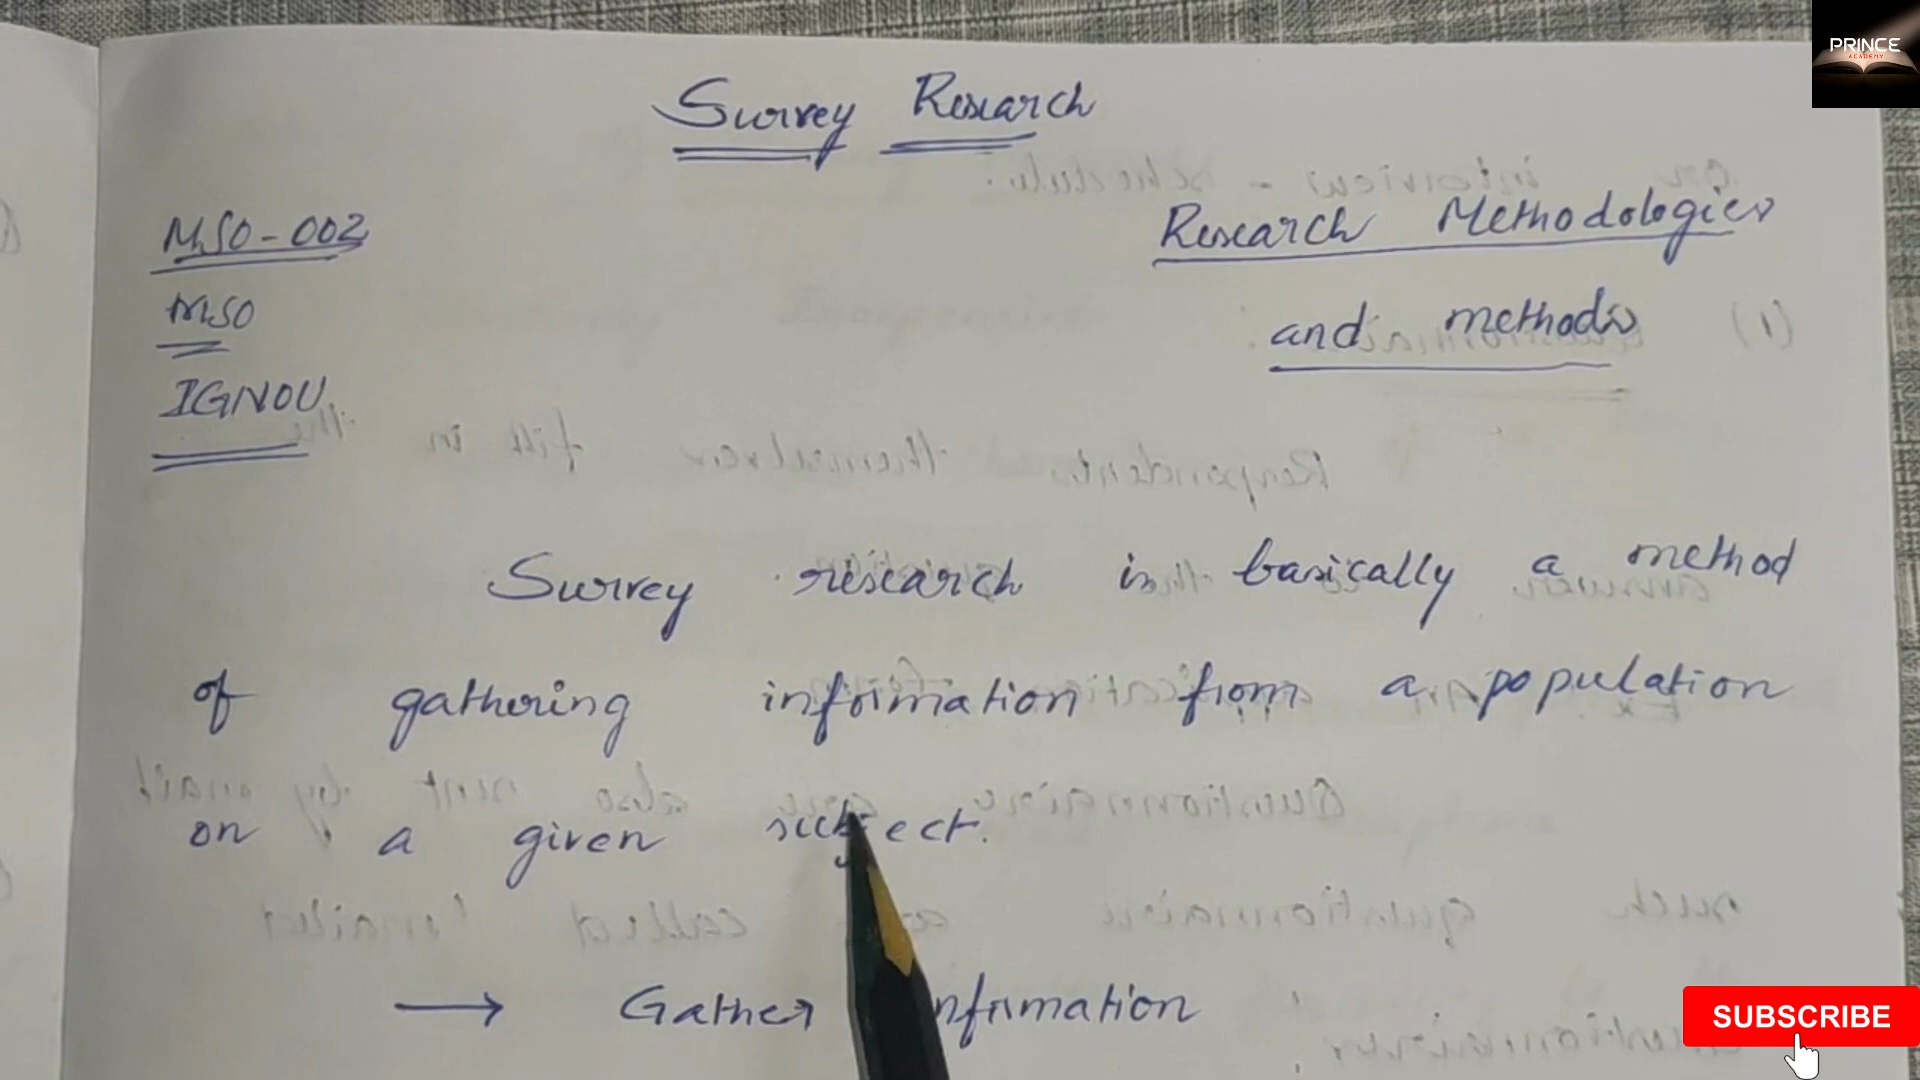 PRINCE
ACADEMY
Survey Research
MSO-002
Research Methodologies
MSO
and methods
IGNOU
Survey research is basically a method
of gathering information from a population
on a given subject.
→ Gather information
SUBSCRIBE